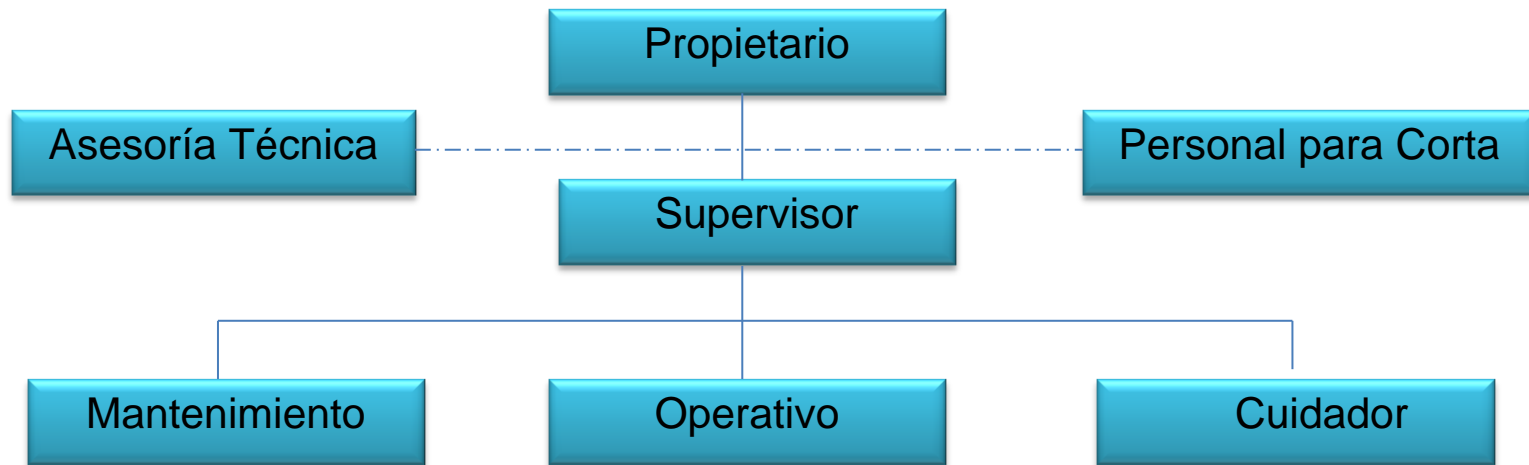 Propietario
Asesoría Técnica
Personal para Corta
Supervisor
Mantenimiento
Operativo
Cuidador